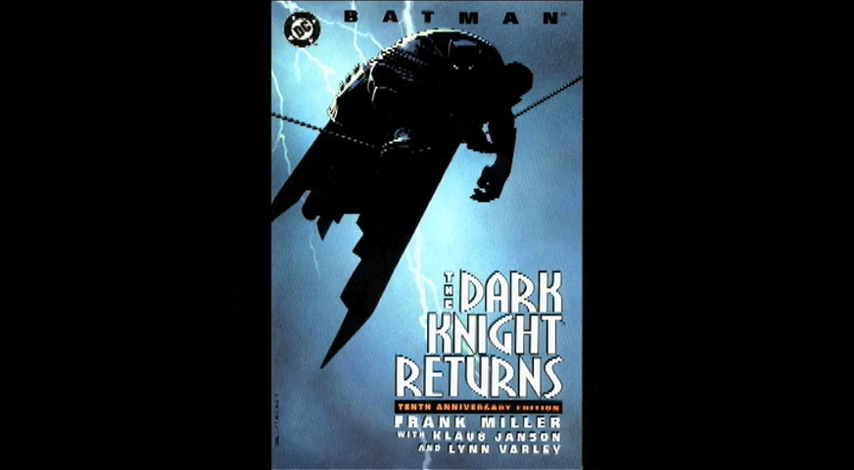 BATMAN
DC
THE DARK
KNIGHT
RETURNS
TENTH ANNIVERSARY EDITION
FRANK MILLER
WITH KLAUS JANSON
AND LYNN VARLEY